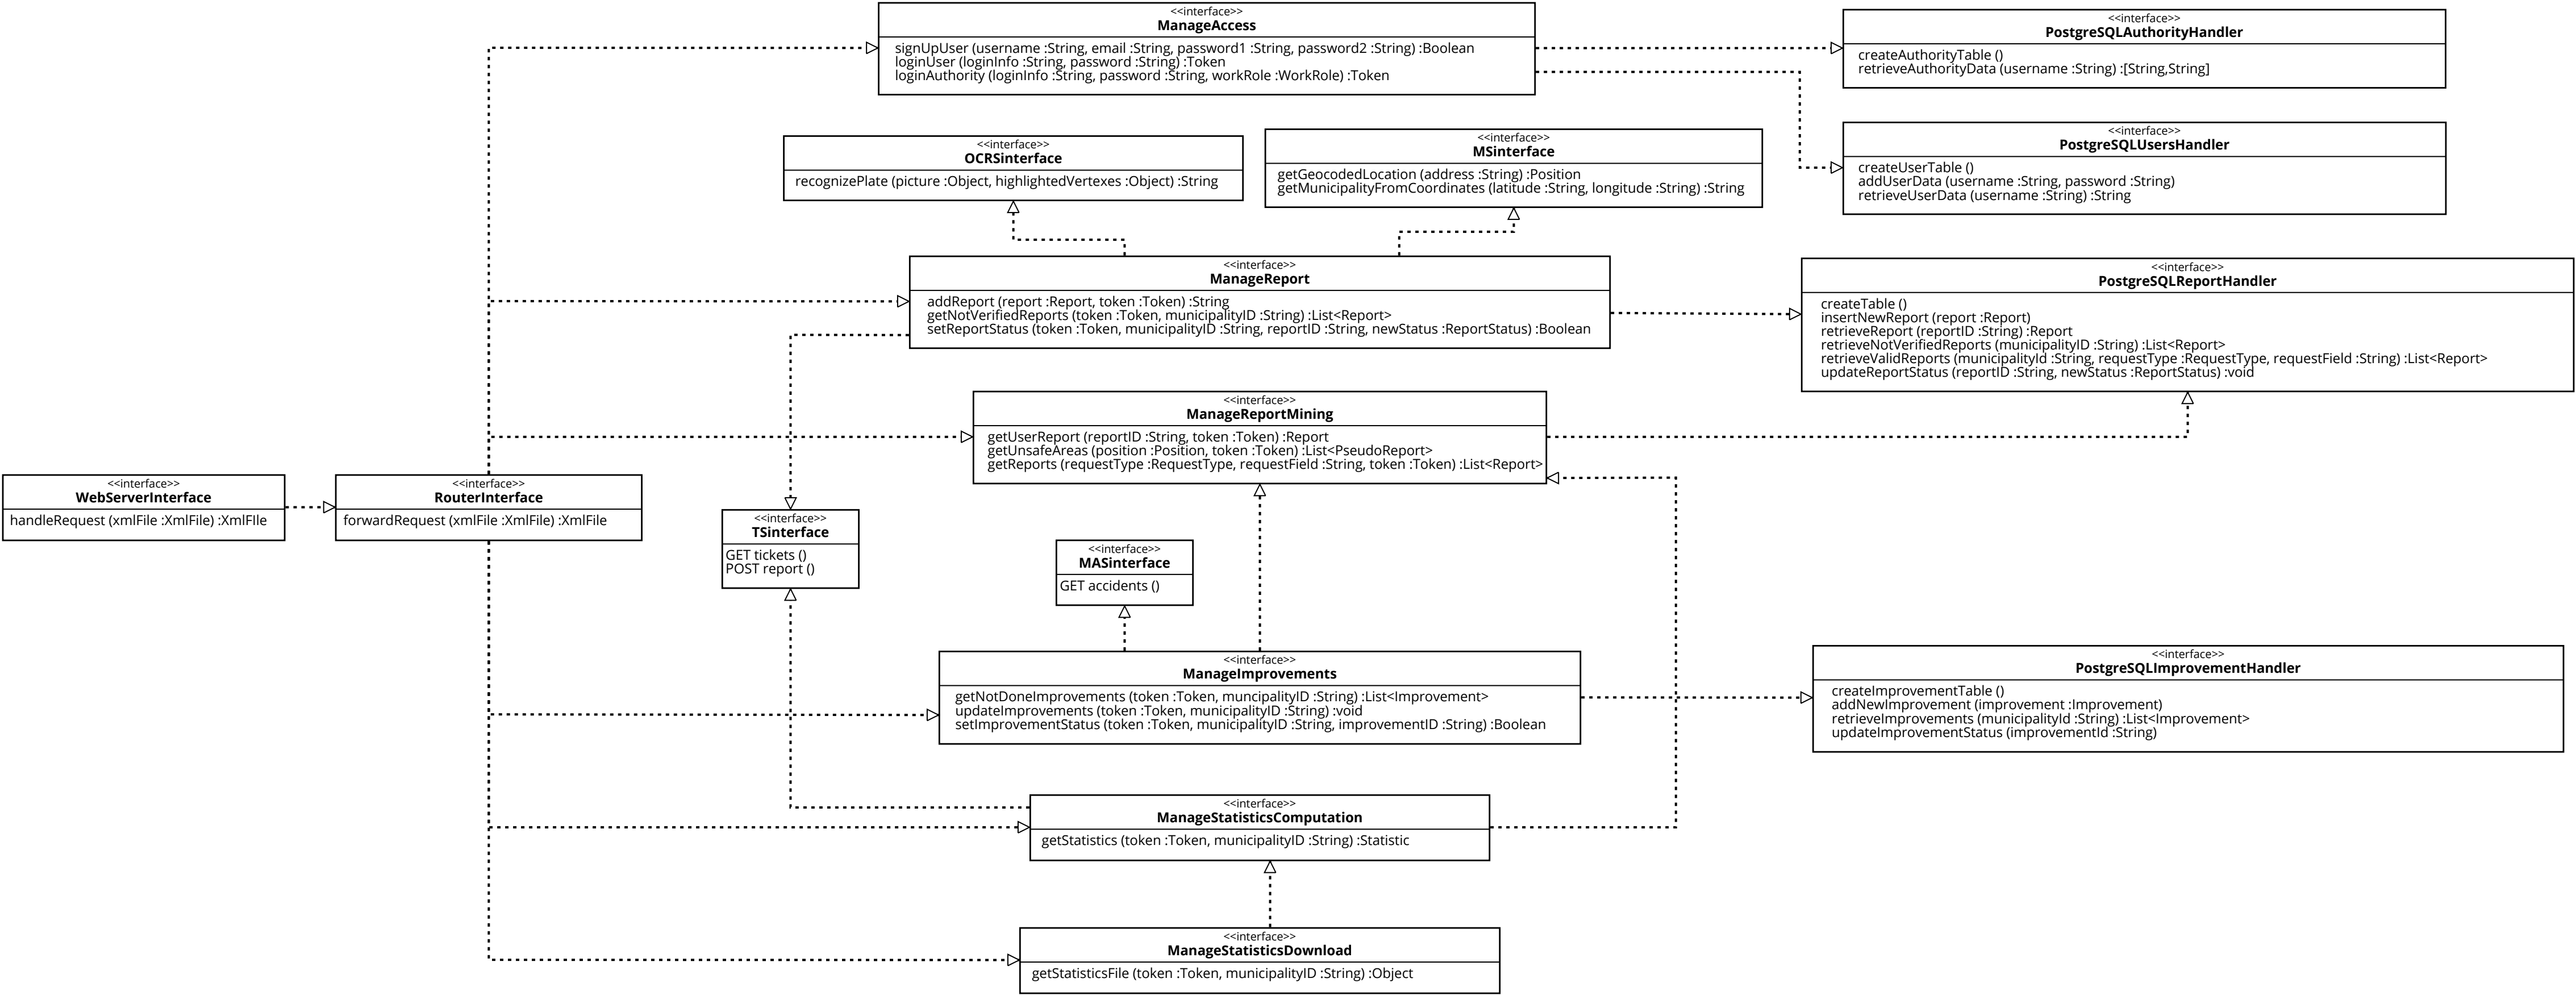 <<interface>>
ManageAccess
signUpUser (username :String, email :String, password1 :String, password2 :String) :Boolean
loginUser (loginInfo :String, password :String) :Token
loginAuthority (loginInfo :String, password :String, workRole :WorkRole) :Token
<<interface>>
PostgreSQLAuthorityHandler
createAuthorityTable ()
retrieveAuthorityData (username :String) :[String,String]
<<interface>>
OCRSinterface
recognizePlate (picture :Object, highlightedVertexes :Object) :String
<<interface>>
MSinterface
getGeocodedLocation (address :String) :Position
getMunicipalityFromCoordinates (latitude :String, longitude :String) :String
<<interface>>
PostgreSQLUsersHandler
createUserTable ()
addUserData (username :String, password :String)
retrieveUserData (username :String) :String
<<interface>>
ManageReport
addReport (report :Report, token :Token) :String
getNotVerifiedReports (token :Token, municipalityID :String) :List<Report>
setReportStatus (token :Token, municipalityID :String, reportID :String, newStatus :ReportStatus) :Boolean
<<interface>>
PostgreSQLReportHandler
createTable ()
insertNewReport (report :Report)
retrieveReport (reportID :String) :Report
retrieveNotVerifiedReports (municipalityID :String) :List<Report>
retrieveValidReports (municipalityId :String, requestType :RequestType, requestField :String) :List<Report>
updateReportStatus (reportID :String, newStatus :ReportStatus) :void
<<interface>>
ManageReportMining
getUserReport (reportID :String, token :Token) :Report
getUnsafeAreas (position :Position, token :Token) :List<PseudoReport>
getReports (requestType :RequestType, requestField :String, token :Token) :List<Report>
<<interface>>
WebServerInterface
handleRequest (xmlFile :XmlFile) :XmlFIle
<<interface>>
RouterInterface
forwardRequest (xmlFile :XmlFile) :XmlFile
<<interface>>
TSinterface
GET tickets ()
POST report ()
<<interface>>
MASinterface
GET accidents ()
<<interface>>
ManageImprovements
getNotDoneImprovements (token :Token, muncipalityID :String) :List<Improvement>
updateImprovements (token :Token, municipalityID :String) :void
setImprovementStatus (token :Token, municipalityID :String, improvementID :String) :Boolean
<<interface>>
PostgreSQLImprovementHandler
createImprovementTable ()
addNewImprovement (improvement :Improvement)
retrieveImprovements (municipalityId :String) :List<Improvement>
updateImprovementStatus (improvementId :String)
<<interface>>
ManageStatisticsComputation
getStatistics (token :Token, municipalityID :String) :Statistic
<<interface>>
ManageStatisticsDownload
getStatisticsFile (token :Token, municipalityID :String) :Object